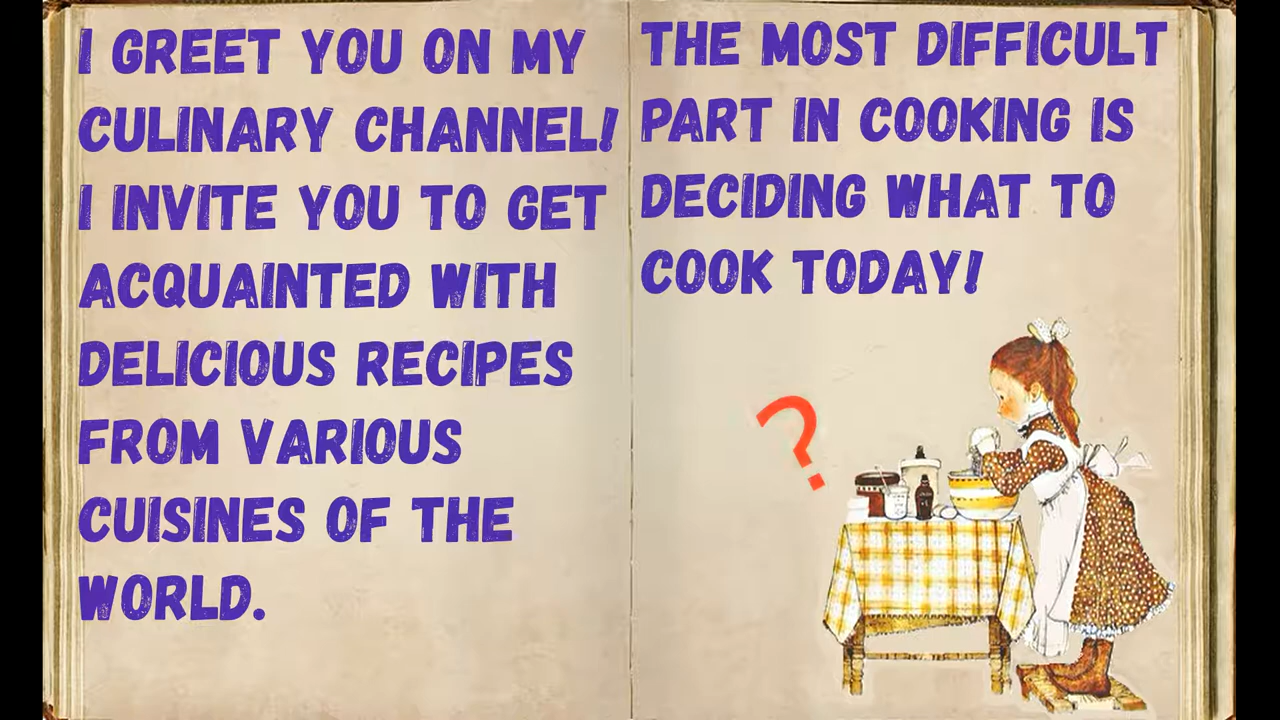 I GREET YOU ON MY
CULINARY CHANNEL!
I INVITE YOU TO GET
ACQUAINTED WITH
DELICIOUS RECIPES
FROM VARIOUS
CUISINES OF THE
WORLD.
THE MOST DIFFICULT
PART IN COOKING IS
DECIDING WHAT TO
COOK TODAY!
?